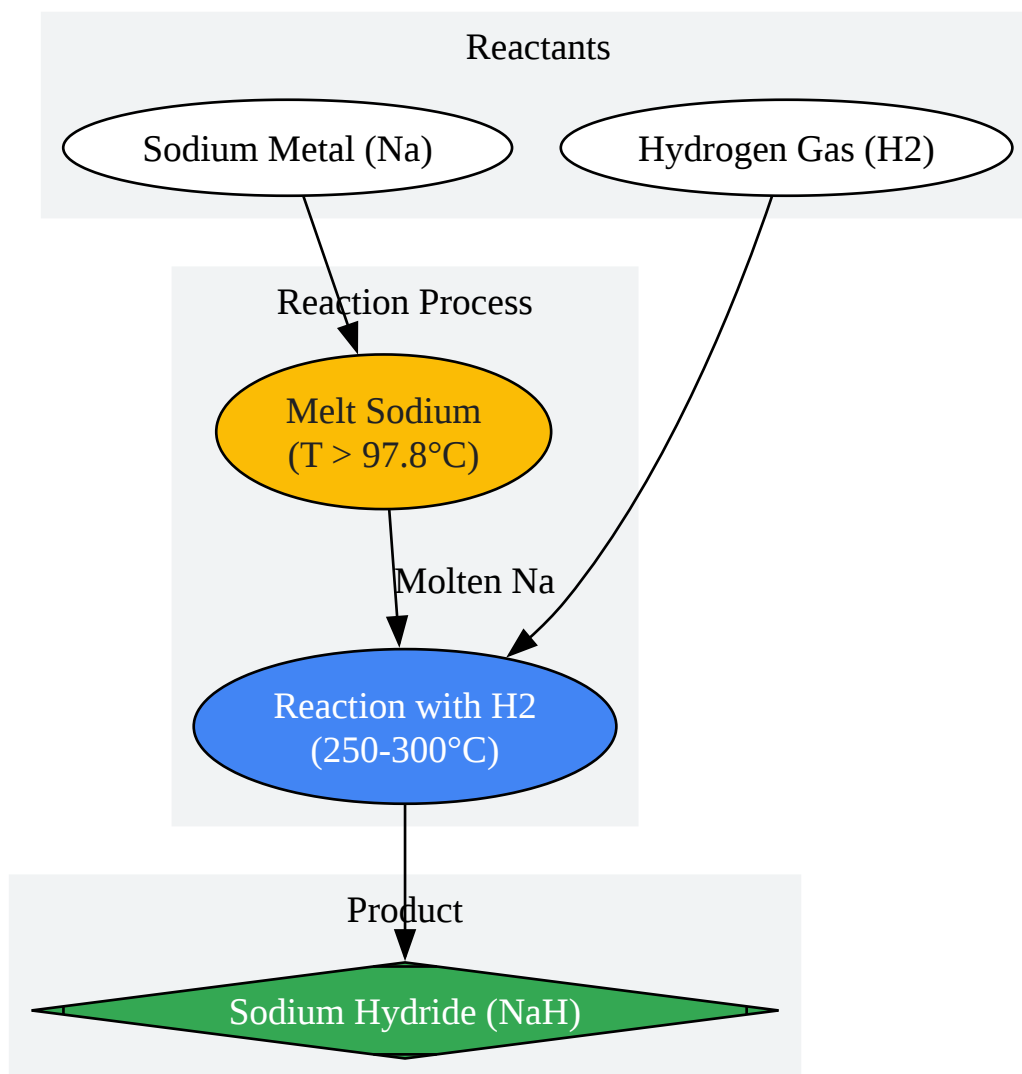 Reactants
Sodium Metal (Na)
Hydrogen Gas (H2)
Reaction Process
Melt Sodium
(T > 97.8°C)
Molten Na
Reaction with H2
(250-300°C)
Product
Sodium Hydride (NaH)